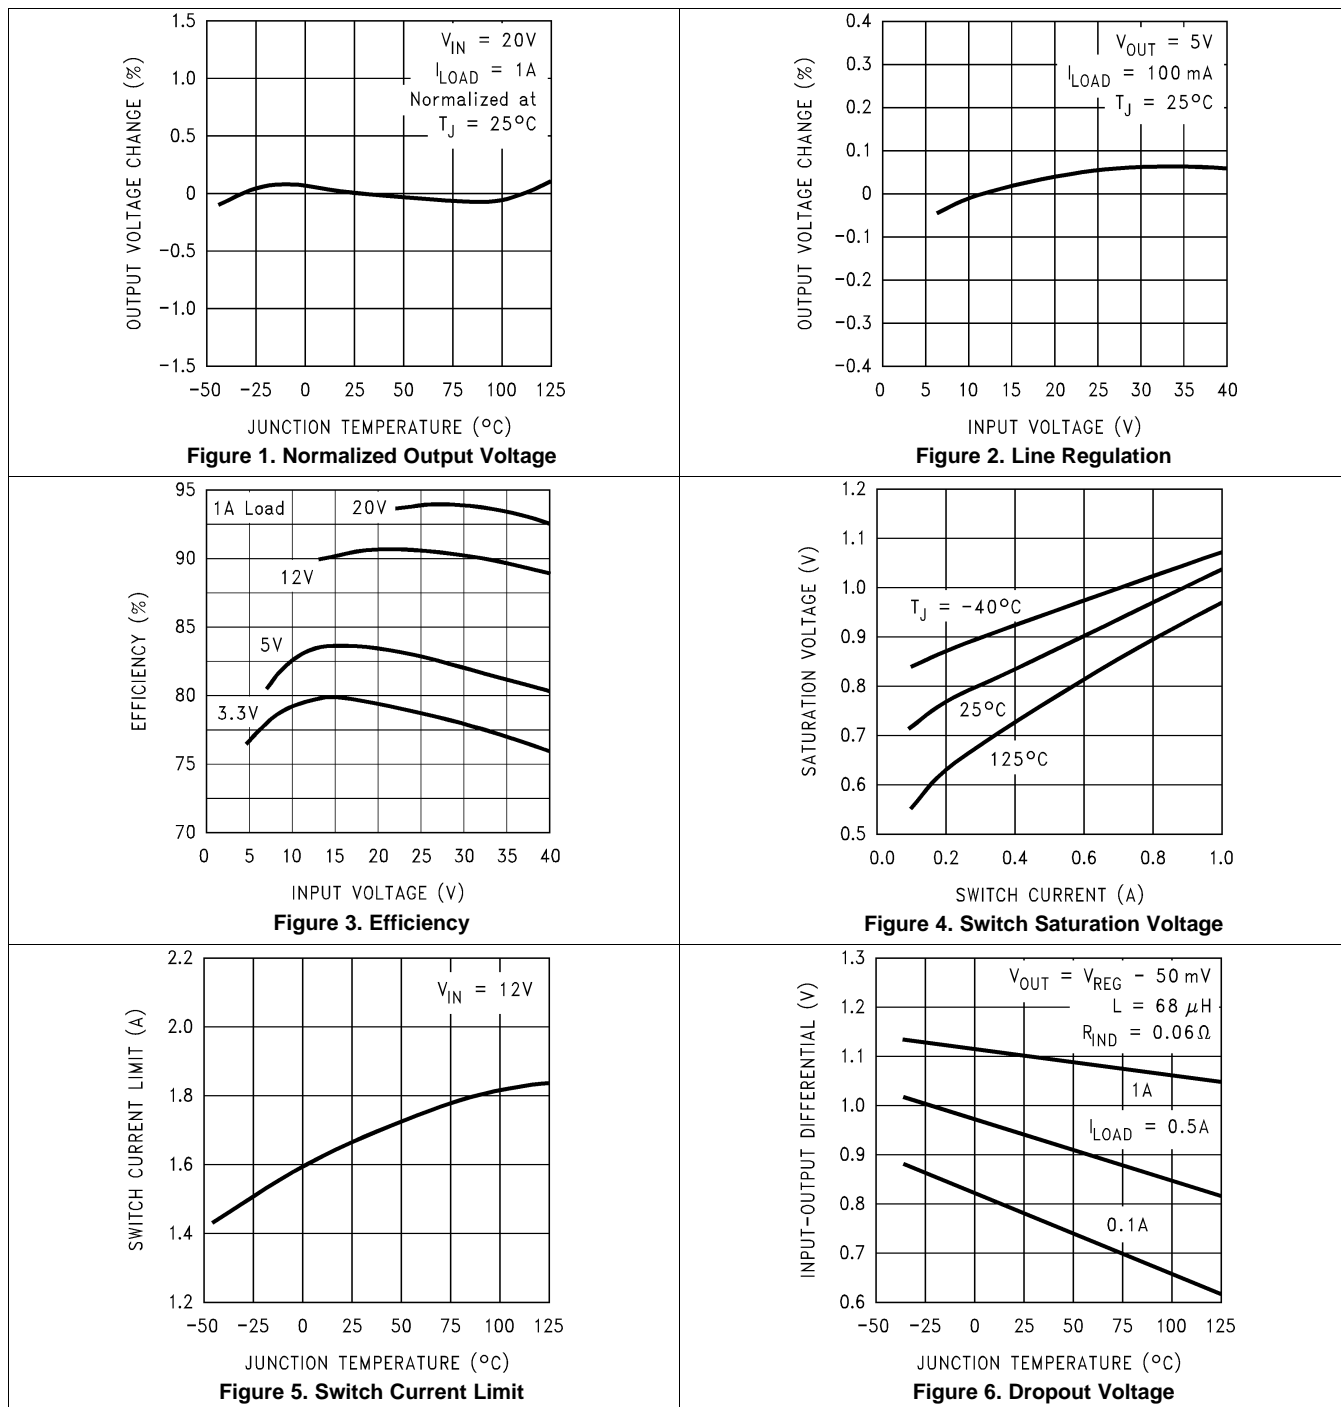 1.5
1.0
0.5
0
−0.5
−1.0
−1.5
OUTPUT VOLTAGE CHANGE (%)
V_IN = 20V
I_LOAD = 1A
Normalized at
T_J = 25°C
−50 −25 0 25 50 75 100 125
JUNCTION TEMPERATURE (°C)
Figure 1. Normalized Output Voltage
0.4
0.3
0.2
0.1
0
−0.1
−0.2
−0.3
−0.4
OUTPUT VOLTAGE CHANGE (%)
V_OUT = 5V
I_LOAD = 100 mA
T_J = 25°C
0 5 10 15 20 25 30 35 40
INPUT VOLTAGE (V)
Figure 2. Line Regulation
95
90
85
80
75
70
EFFICIENCY (%)
1A Load
20V
12V
5V
3.3V
0 5 10 15 20 25 30 35 40
INPUT VOLTAGE (V)
Figure 3. Efficiency
1.2
1.1
1.0
0.9
0.8
0.7
0.6
0.5
SATURATION VOLTAGE (V)
T_J = −40°C
25°C
125°C
0.0 0.2 0.4 0.6 0.8 1.0
SWITCH CURRENT (A)
Figure 4. Switch Saturation Voltage
2.2
2.0
1.8
1.6
1.4
1.2
SWITCH CURRENT LIMIT (A)
V_IN = 12V
−50 −25 0 25 50 75 100 125
JUNCTION TEMPERATURE (°C)
Figure 5. Switch Current Limit
1.3
1.2
1.1
1.0
0.9
0.8
0.7
0.6
INPUT−OUTPUT DIFFERENTIAL (V)
V_OUT = V_REG − 50 mV
L = 68 μH
R_IND = 0.06Ω
1A
I_LOAD = 0.5A
0.1A
−50 −25 0 25 50 75 100 125
JUNCTION TEMPERATURE (°C)
Figure 6. Dropout Voltage